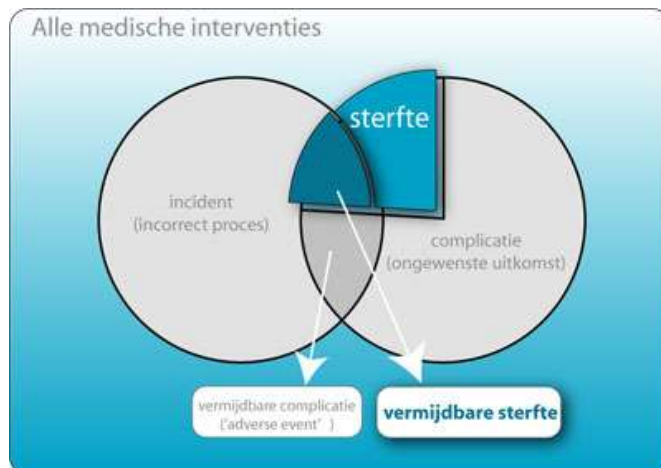 Alle medische interventies
sterfte
incident
(incorrect proces)
complicatie
(ongewenste uitkomst)
vermijdbare complicatie
('adverse event')
vermijdbare sterfte